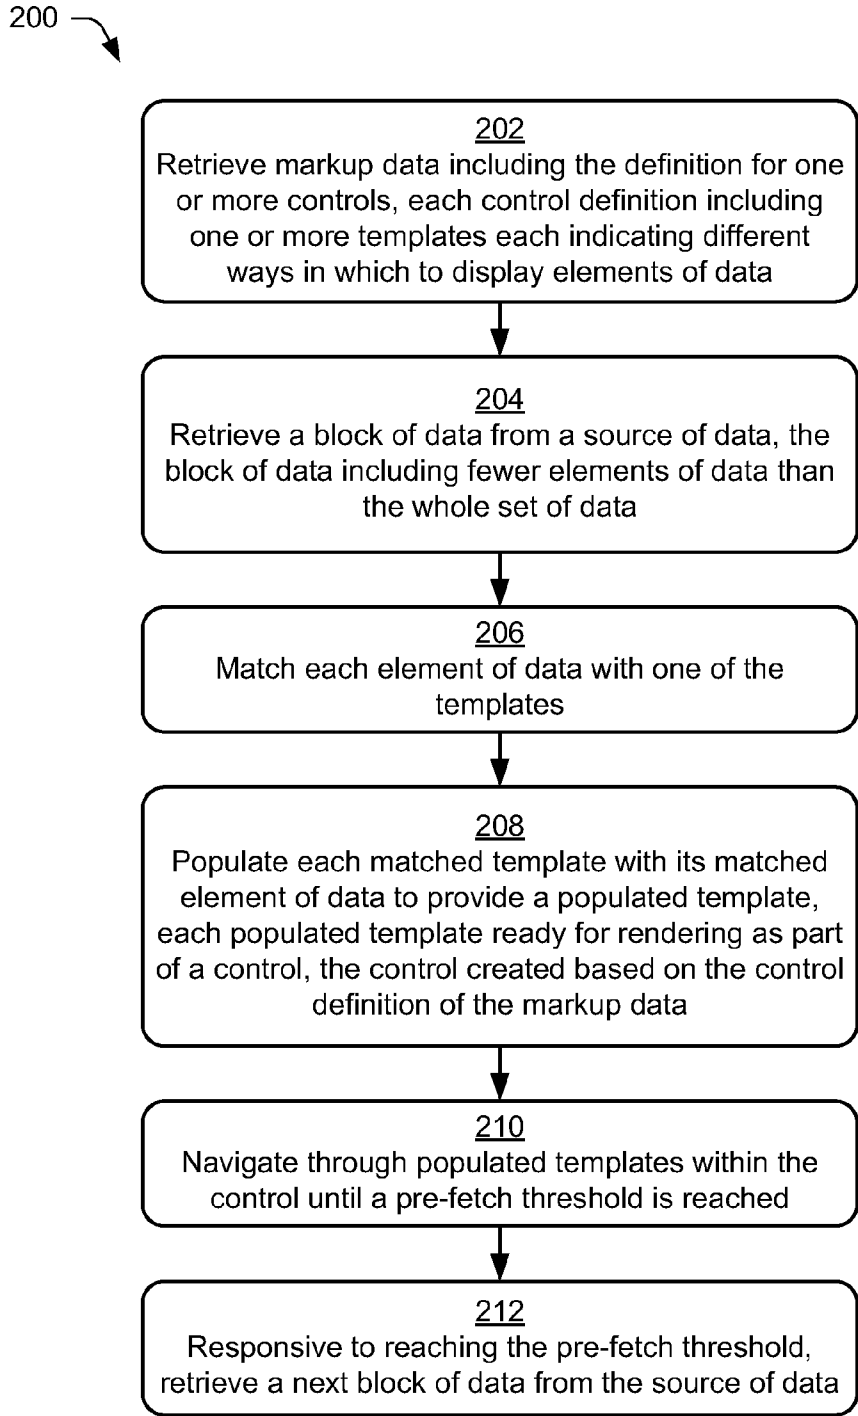 200
202
Retrieve markup data including the definition for one
or more controls, each control definition including
one or more templates each indicating different
ways in which to display elements of data
204
Retrieve a block of data from a source of data, the
block of data including fewer elements of data than
the whole set of data
206
Match each element of data with one of the
templates
208
Populate each matched template with its matched
element of data to provide a populated template,
each populated template ready for rendering as part
of a control, the control created based on the control
definition of the markup data
210
Navigate through populated templates within the
control until a pre-fetch threshold is reached
212
Responsive to reaching the pre-fetch threshold,
retrieve a next block of data from the source of data